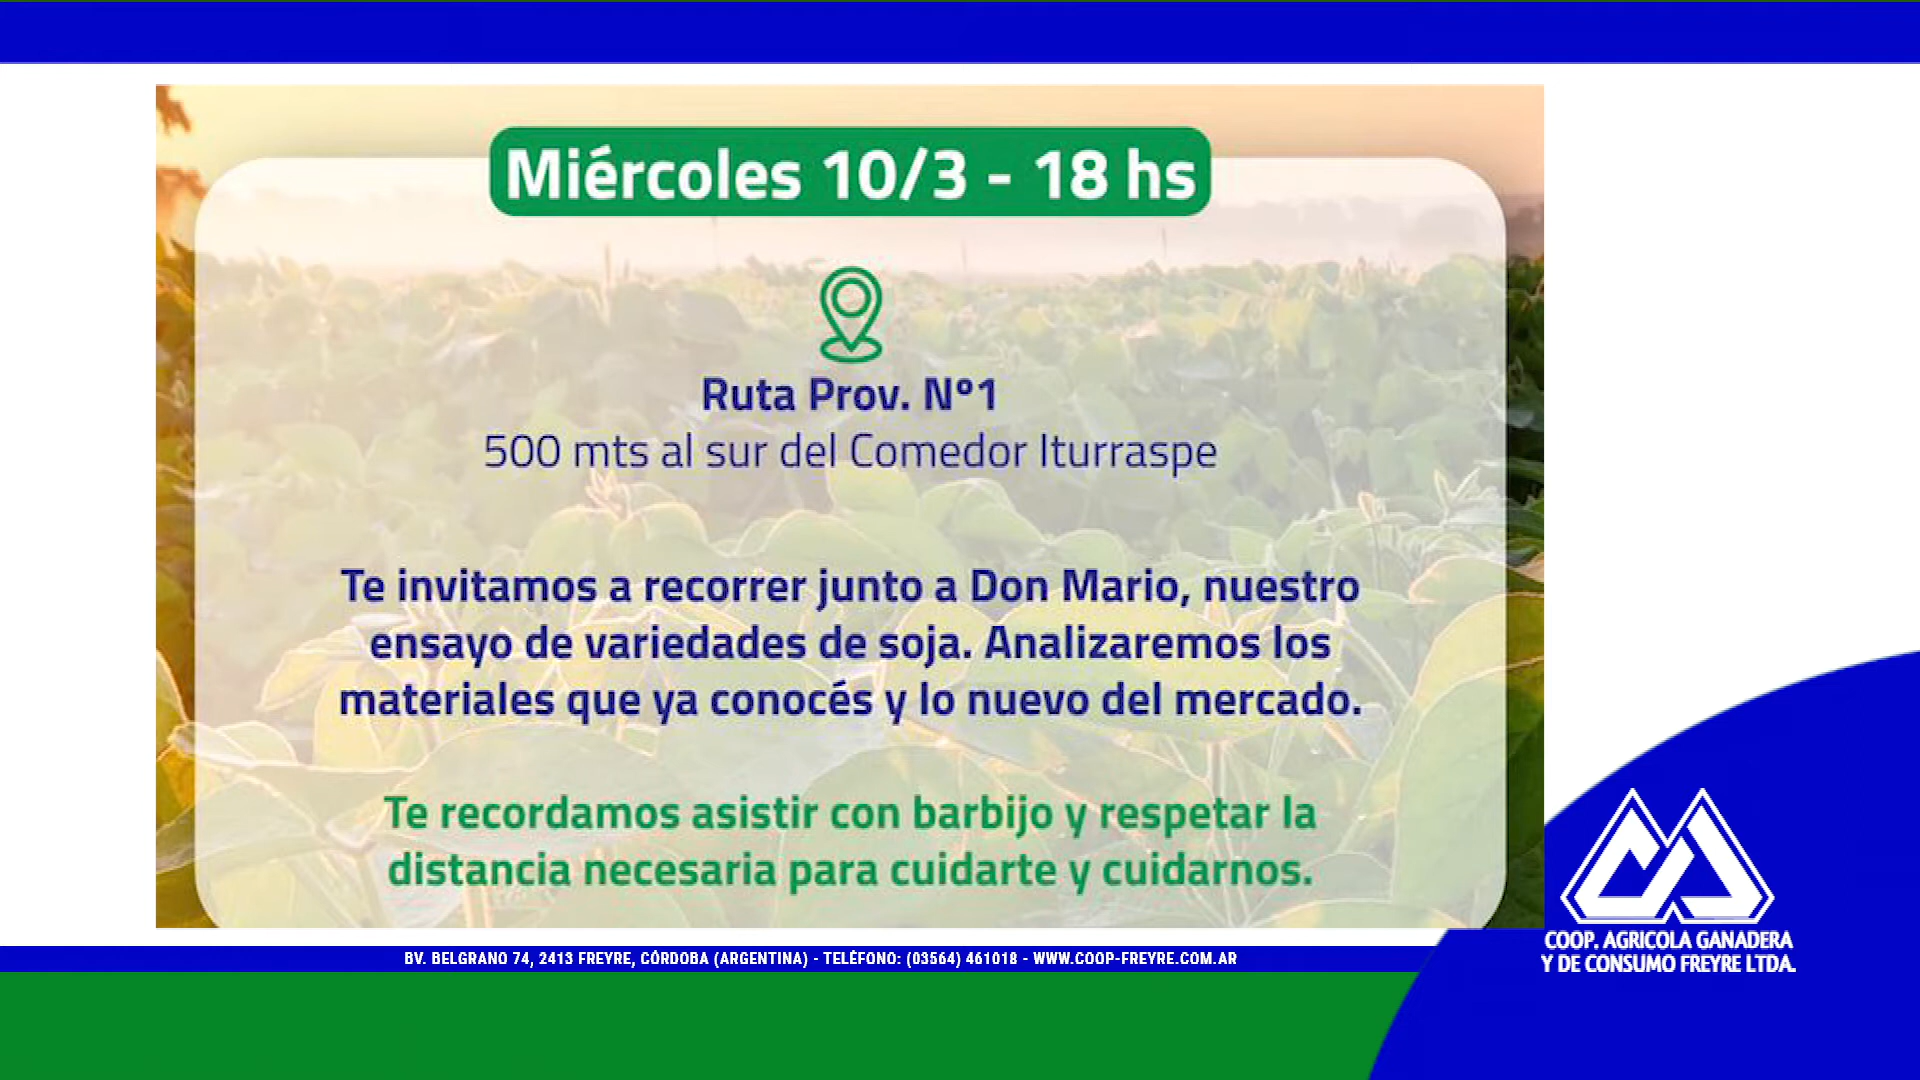 Miércoles 10/3 - 18 hs
Ruta Prov. Nº1
500 mts al sur del Comedor Iturraspe
Te invitamos a recorrer junto a Don Mario, nuestro
ensayo de variedades de soja. Analizaremos los
materiales que ya conocés y lo nuevo del mercado.
Te recordamos asistir con barbijo y respetar la
distancia necesaria para cuidarte y cuidarnos.
BV. BELGRANO 74, 2413 FREYRE, CÓRDOBA (ARGENTINA) - TELÉFONO: (03564) 461018 - WWW.COOP-FREYRE.COM.AR
COOP. AGRICOLA GANADERA
Y DE CONSUMO FREYRE LTDA.